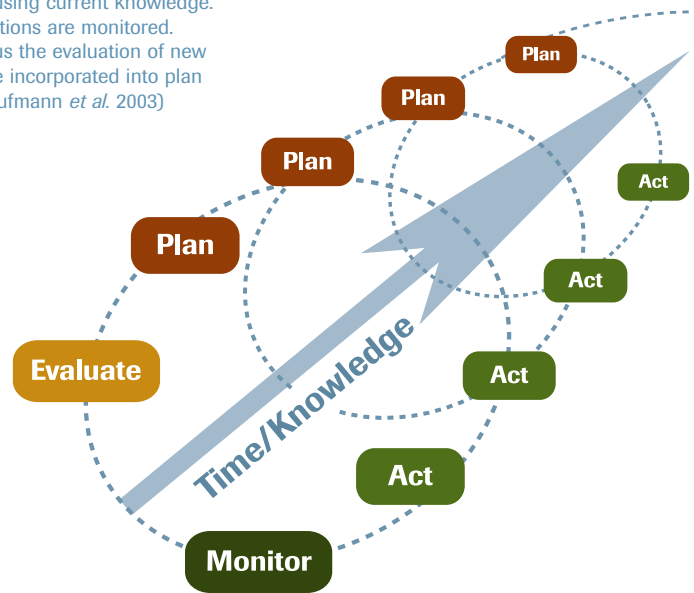 using current knowledge.
tions are monitored.
us the evaluation of new
e incorporated into plan
ufmann et al. 2003)
Plan
Plan
Plan
Plan
Act
Act
Evaluate
Act
Time/Knowledge
Act
Monitor